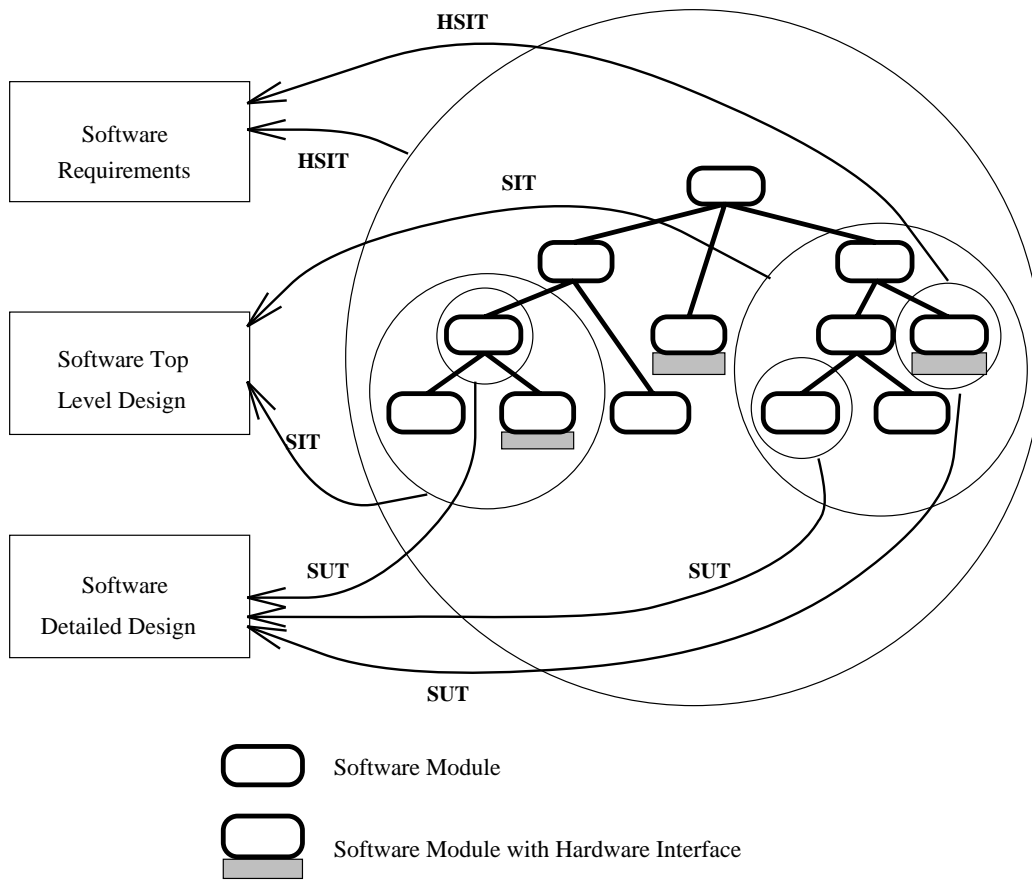 HSIT
Software
Requirements
HSIT
SIT
Software Top
Level Design
SIT
Software
Detailed Design
SUT
SUT
SUT
Software Module
Software Module with Hardware Interface